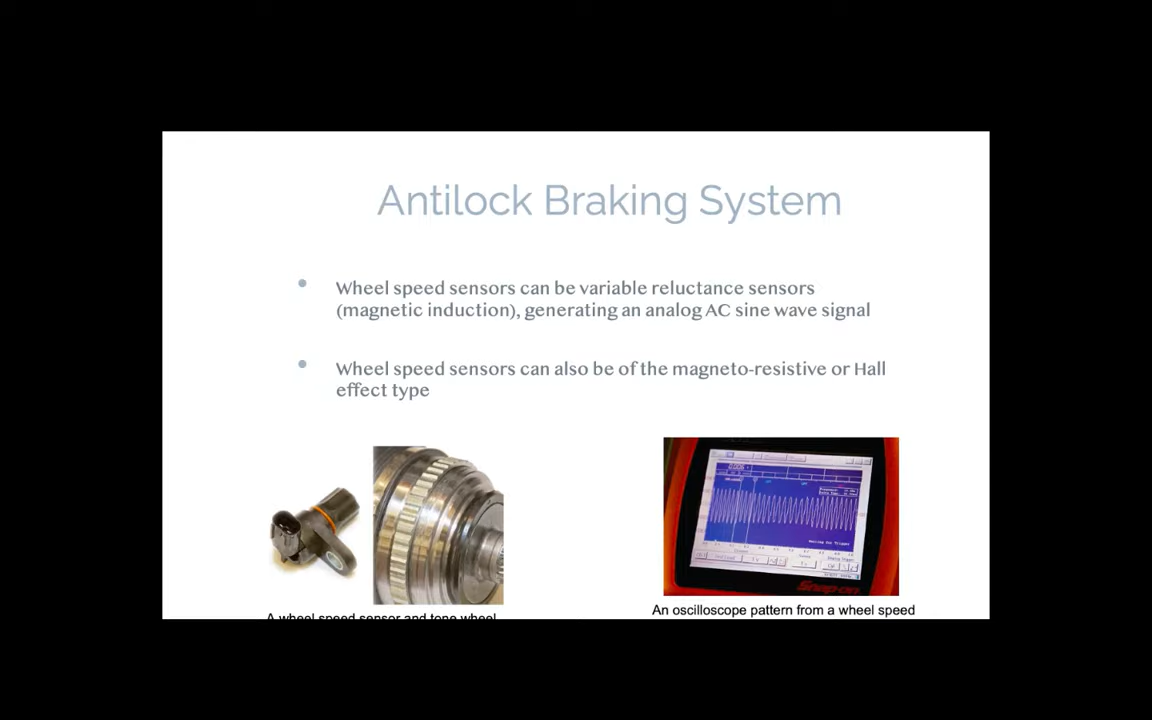 Antilock Braking System
Wheel speed sensors can be variable reluctance sensors
(magnetic induction), generating an analog AC sine wave signal
Wheel speed sensors can also be of the magneto-resistive or Hall
effect type
Snap-on
A wheel speed sensor and tone wheel
An oscilloscope pattern from a wheel speed